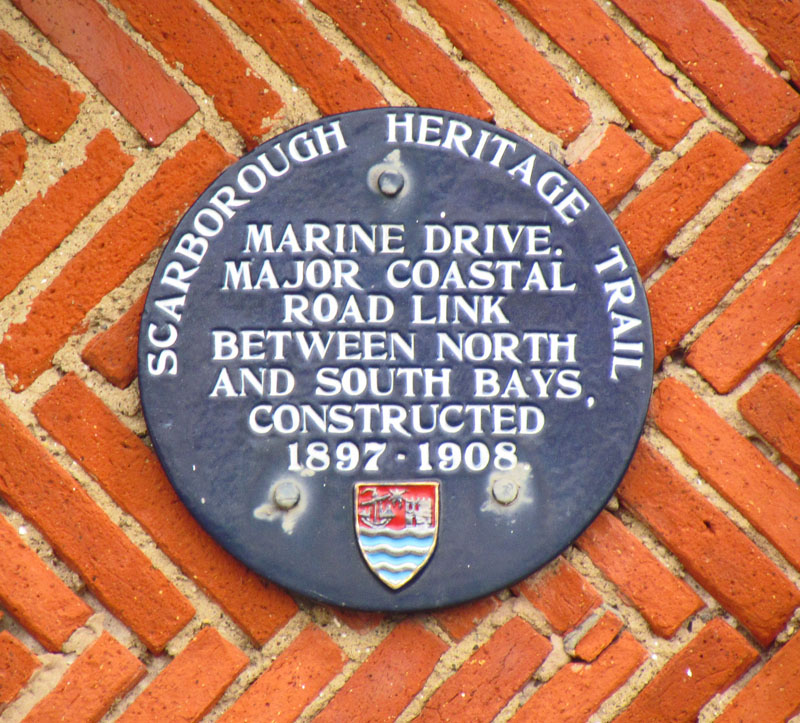 SCARBOROUGH HERITAGE TRAIL
MARINE DRIVE.
MAJOR COASTAL
ROAD LINK
BETWEEN NORTH
AND SOUTH BAYS,
CONSTRUCTED
1897 · 1908